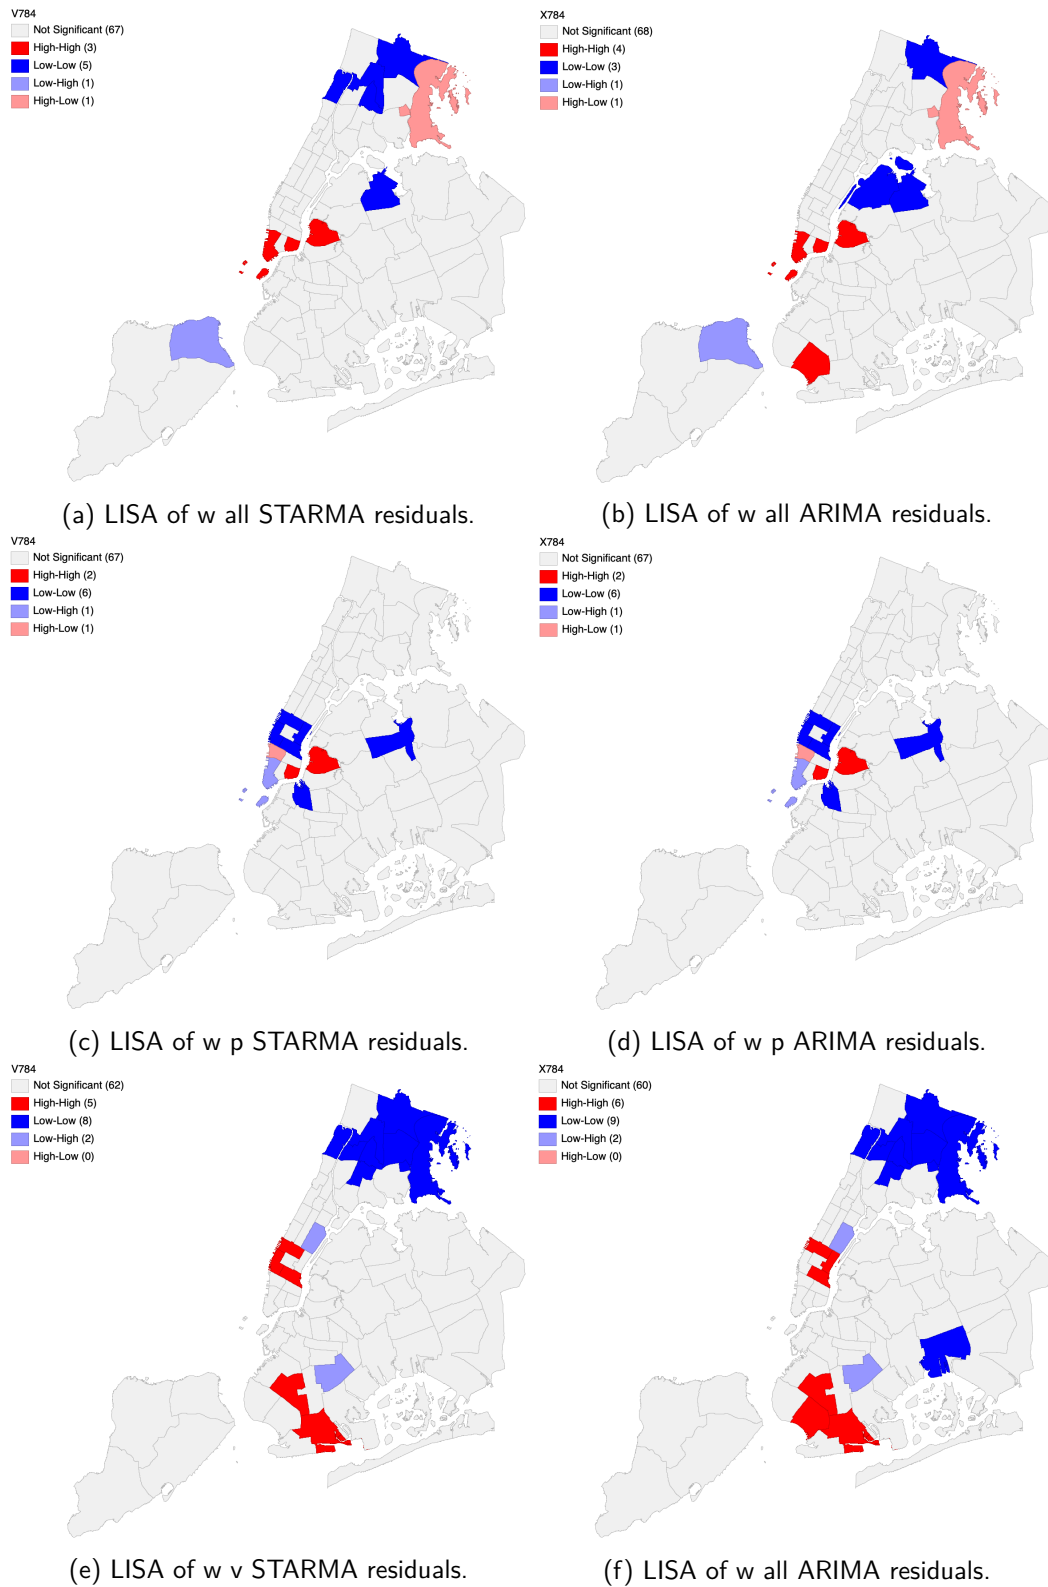 V784
Not Significant (67)
High-High (3)
Low-Low (5)
Low-High (1)
High-Low (1)
X784
Not Significant (68)
High-High (4)
Low-Low (3)
Low-High (1)
High-Low (1)
(a) LISA of w all STARMA residuals.
(b) LISA of w all ARIMA residuals.
V784
Not Significant (67)
High-High (2)
Low-Low (6)
Low-High (1)
High-Low (1)
X784
Not Significant (67)
High-High (2)
Low-Low (6)
Low-High (1)
High-Low (1)
(c) LISA of w p STARMA residuals.
(d) LISA of w p ARIMA residuals.
V784
Not Significant (62)
High-High (5)
Low-Low (8)
Low-High (2)
High-Low (0)
X784
Not Significant (60)
High-High (6)
Low-Low (9)
Low-High (2)
High-Low (0)
(e) LISA of w v STARMA residuals.
(f) LISA of w all ARIMA residuals.